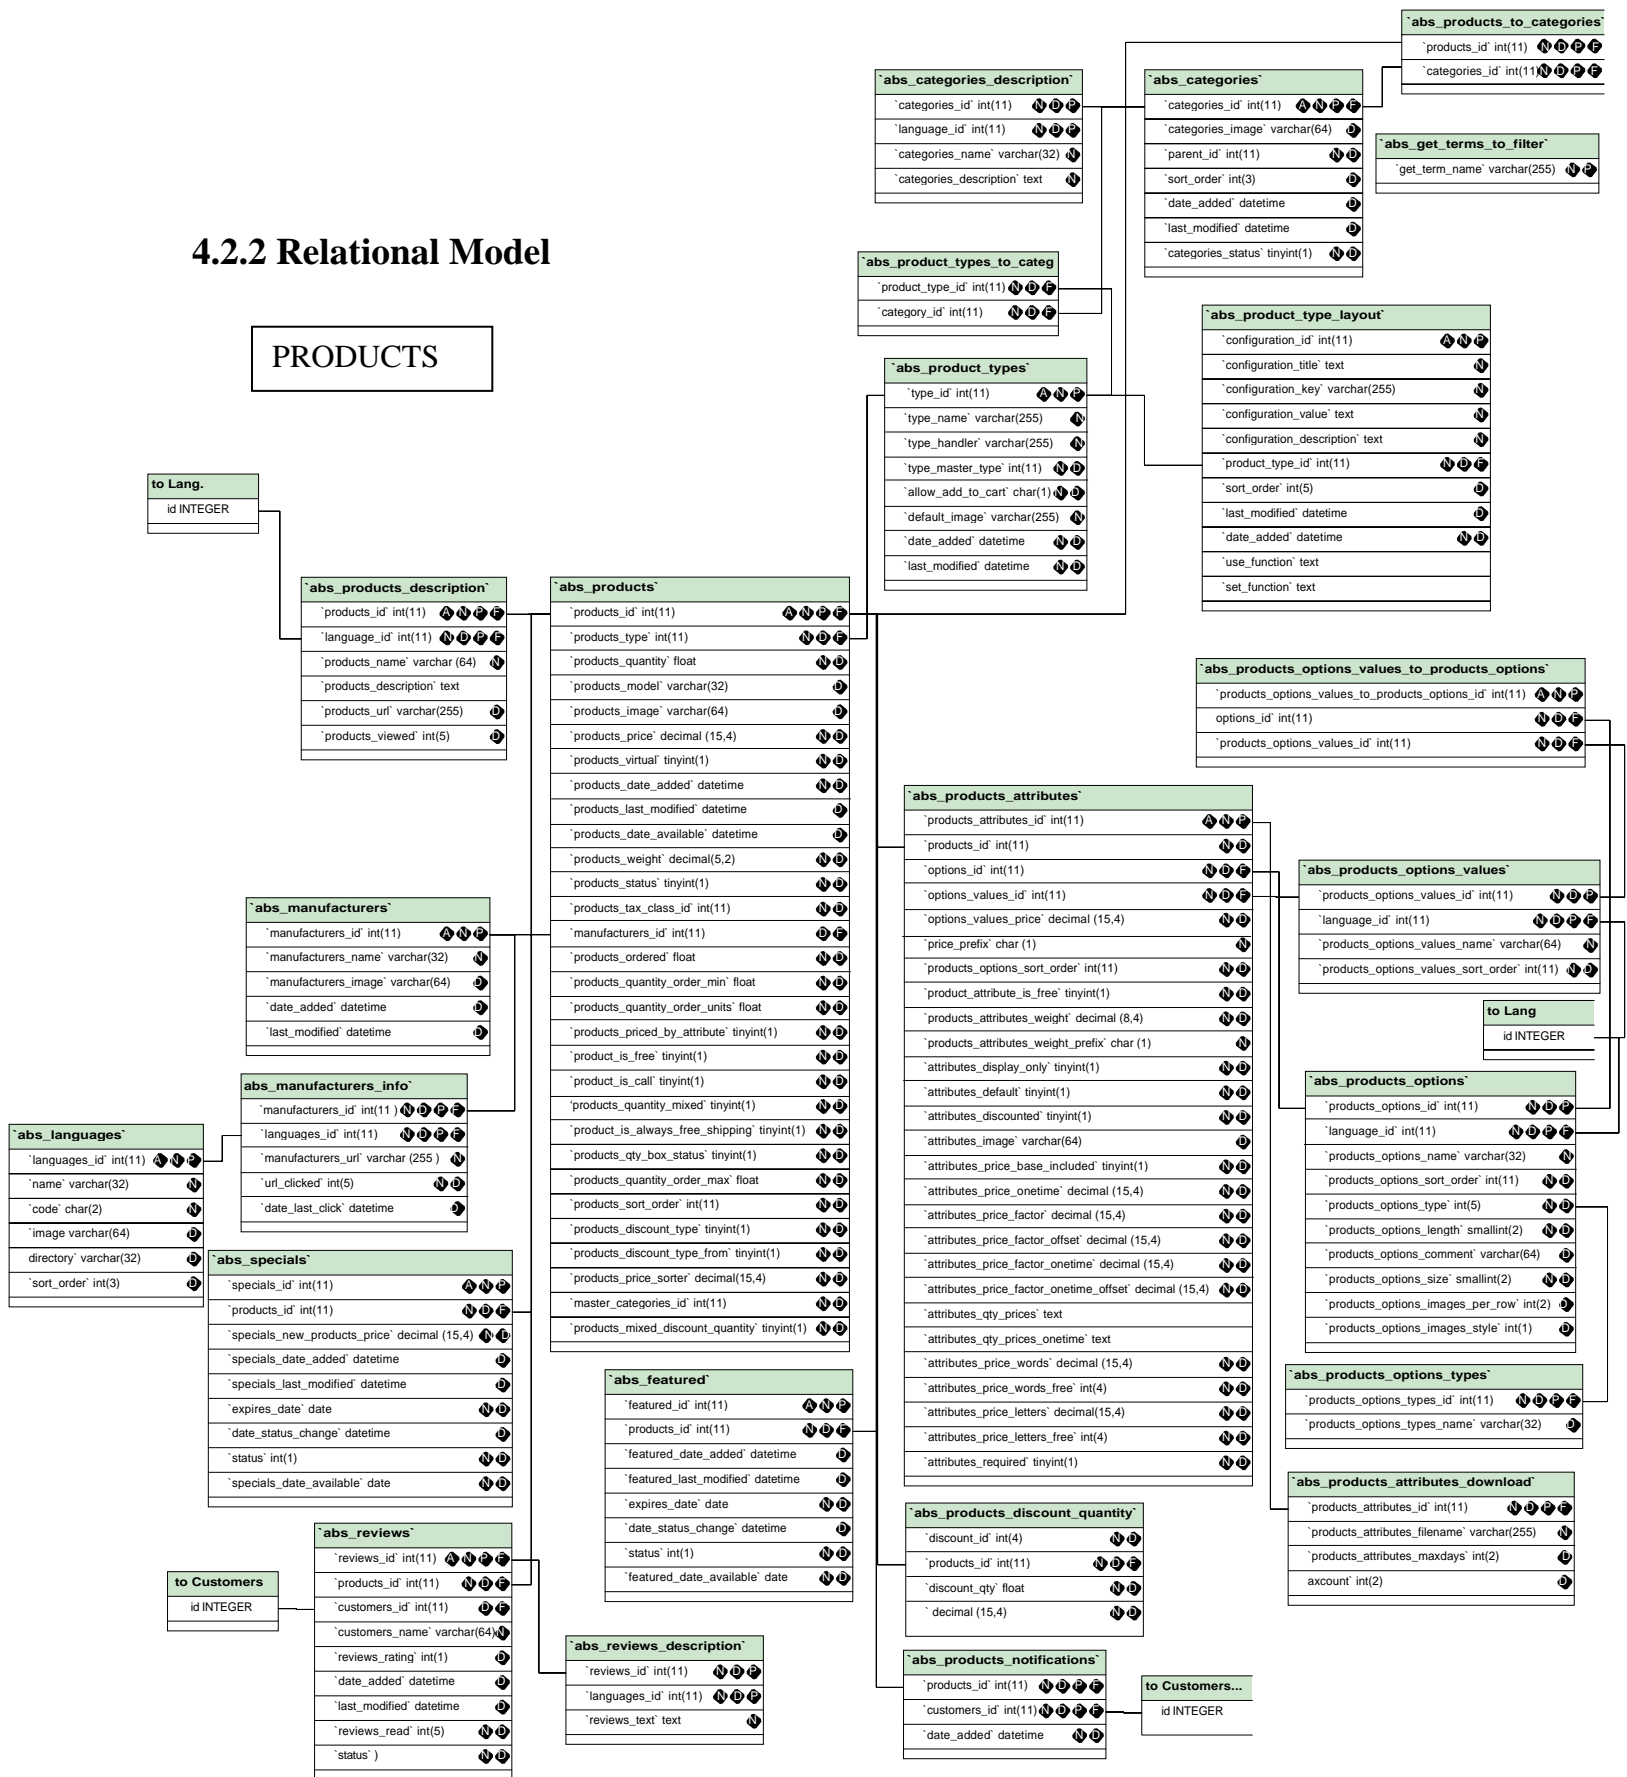 `abs_products_to_categories`
`products_id` int(11) N D P F
`categories_id` int(11) N D P F
`abs_categories_description`
`categories_id` int(11) N D P
`language_id` int(11) N D P
`categories_name` varchar(32) N
`categories_description` text N
`abs_categories`
`categories_id` int(11) A N P F
`categories_image` varchar(64) D
`parent_id` int(11) N D
`sort_order` int(3) D
`date_added` datetime D
`last_modified` datetime D
`categories_status` tinyint(1) N D
`abs_get_terms_to_filter`
`get_term_name` varchar(255) N P
4.2.2 Relational Model
PRODUCTS
`abs_product_types_to_categ
`product_type_id` int(11) N D F
`category_id` int(11) N D F
`abs_product_type_layout`
`configuration_id` int(11) A N P
`configuration_title` text N
`configuration_key` varchar(255) N
`configuration_value` text N
`configuration_description` text N
`product_type_id` int(11) N D F
`sort_order` int(5) D
`last_modified` datetime D
`date_added` datetime N D
`use_function` text
`set_function` text
`abs_product_types`
`type_id` int(11) A N P
`type_name` varchar(255) N
`type_handler` varchar(255) N
`type_master_type` int(11) N D
`allow_add_to_cart` char(1) N D
`default_image` varchar(255) N
`date_added` datetime N D
`last_modified` datetime N D
to Lang.
id INTEGER
`abs_products_description`
`products_id` int(11) A N P F
`language_id` int(11) N D P F
`products_name` varchar (64) N
`products_description` text
`products_url` varchar(255) D
`products_viewed` int(5) D
`abs_products`
`products_id` int(11) A N P F
`products_type` int(11) N D F
`products_quantity` float N D
`products_model` varchar(32) D
`products_image` varchar(64) D
`products_price` decimal (15,4) N D
`products_virtual` tinyint(1) N D
`products_date_added` datetime N D
`products_last_modified` datetime D
`products_date_available` datetime D
`products_weight` decimal(5,2) N D
`products_status` tinyint(1) N D
`products_tax_class_id` int(11) N D
`manufacturers_id` int(11) D F
`products_ordered` float N D
`products_quantity_order_min` float N D
`products_quantity_order_units` float N D
`products_priced_by_attribute` tinyint(1) N D
`product_is_free` tinyint(1) N D
`product_is_call` tinyint(1) N D
'products_quantity_mixed` tinyint(1) N D
`product_is_always_free_shipping` tinyint(1) N D
`products_qty_box_status` tinyint(1) N D
`products_quantity_order_max` float N D
`products_sort_order` int(11) N D
`products_discount_type` tinyint(1) N D
`products_discount_type_from` tinyint(1) N D
`products_price_sorter` decimal(15,4) N D
`master_categories_id` int(11) N D
`products_mixed_discount_quantity` tinyint(1) N D
`abs_products_options_values_to_products_options`
`products_options_values_to_products_options_id` int(11) A N P
options_id` int(11) N D F
`products_options_values_id` int(11) N D F
`abs_products_attributes`
`products_attributes_id` int(11) A N P
`products_id` int(11) N D
`options_id` int(11) N D F
`options_values_id` int(11) N D F
`options_values_price` decimal (15,4) N D
`price_prefix` char (1) N
`products_options_sort_order` int(11) N D
`product_attribute_is_free` tinyint(1) N D
`products_attributes_weight` decimal (8,4) N D
`products_attributes_weight_prefix` char (1) N
`attributes_display_only` tinyint(1) N D
`attributes_default` tinyint(1) N D
`attributes_discounted` tinyint(1) N D
`attributes_image` varchar(64) D
`attributes_price_base_included` tinyint(1) N D
`attributes_price_onetime` decimal (15,4) N D
`attributes_price_factor` decimal (15,4) N D
`attributes_price_factor_offset` decimal (15,4) N D
`attributes_price_factor_onetime` decimal (15,4) N D
`attributes_price_factor_onetime_offset` decimal (15,4) N D
`attributes_qty_prices` text
`attributes_qty_prices_onetime` text
`attributes_price_words` decimal (15,4) N D
`attributes_price_words_free` int(4) N D
`attributes_price_letters` decimal(15,4) N D
`attributes_price_letters_free` int(4) N D
`attributes_required` tinyint(1) N D
`abs_products_options_values`
`products_options_values_id` int(11) N D P
`language_id` int(11) N D P F
`products_options_values_name` varchar(64) N
`products_options_values_sort_order` int(11) N D
to Lang
id INTEGER
`abs_manufacturers`
`manufacturers_id` int(11) A N P
`manufacturers_name` varchar(32) N
`manufacturers_image` varchar(64) D
`date_added` datetime D
`last_modified` datetime D
abs_manufacturers_info`
`manufacturers_id` int(11 ) N D P F
`languages_id` int(11) N D P F
`manufacturers_url` varchar (255 ) N
`url_clicked` int(5) N D
`date_last_click` datetime D
`abs_languages`
`languages_id` int(11) A N P
`name` varchar(32) N
`code` char(2) N
`image varchar(64) D
directory` varchar(32) D
`sort_order` int(3) D
`abs_products_options`
`products_options_id` int(11) N D P
`language_id` int(11) N D P F
`products_options_name` varchar(32) N
`products_options_sort_order` int(11) N D
`products_options_type` int(5) N D
`products_options_length` smallint(2) N D
`products_options_comment` varchar(64) D
`products_options_size` smallint(2) N D
`products_options_images_per_row` int(2) D
`products_options_images_style` int(1) D
`abs_specials`
`specials_id` int(11) A N P
`products_id` int(11) N D F
`specials_new_products_price` decimal (15,4) N D
`specials_date_added` datetime D
`specials_last_modified` datetime D
`expires_date` date N D
`date_status_change` datetime D
`status` int(1) N D
`specials_date_available` date N D
`abs_featured`
`featured_id` int(11) A N P
`products_id` int(11) N D F
`featured_date_added` datetime D
`featured_last_modified` datetime D
`expires_date` date N D
`date_status_change` datetime D
`status` int(1) N D
`featured_date_available` date N D
`abs_products_options_types`
`products_options_types_id` int(11) N D P F
`products_options_types_name` varchar(32) D
`abs_products_attributes_download`
`products_attributes_id` int(11) N D P F
`products_attributes_filename` varchar(255) N
`products_attributes_maxdays` int(2) D
axcount` int(2) D
`abs_products_discount_quantity`
`discount_id` int(4) N D
`products_id` int(11) N D F
`discount_qty` float N D
` decimal (15,4) N D
`abs_reviews`
`reviews_id` int(11) A N P F
`products_id` int(11) N D F
`customers_id` int(11) D F
`customers_name` varchar(64) N
`reviews_rating` int(1) D
`date_added` datetime D
`last_modified` datetime D
`reviews_read` int(5) N D
`status` ) N D
to Customers
id INTEGER
`abs_reviews_description`
`reviews_id` int(11) N D P
`languages_id` int(11) N D P
`reviews_text` text N
`abs_products_notifications`
`products_id` int(11) N D P F
`customers_id` int(11) N D P F
`date_added` datetime N D
to Customers...
id INTEGER